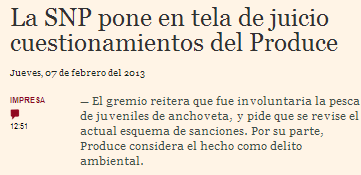 La SNP pone en tela de juicio
cuestionamientos del Produce
Jueves, 07 de febrero del 2013
IMPRESA
12:51
— El gremio reitera que fue involuntaria la pesca
de juveniles de anchoveta, y pide que se revise el
actual esquema de sanciones. Por su parte,
Produce considera el hecho como delito
ambiental.